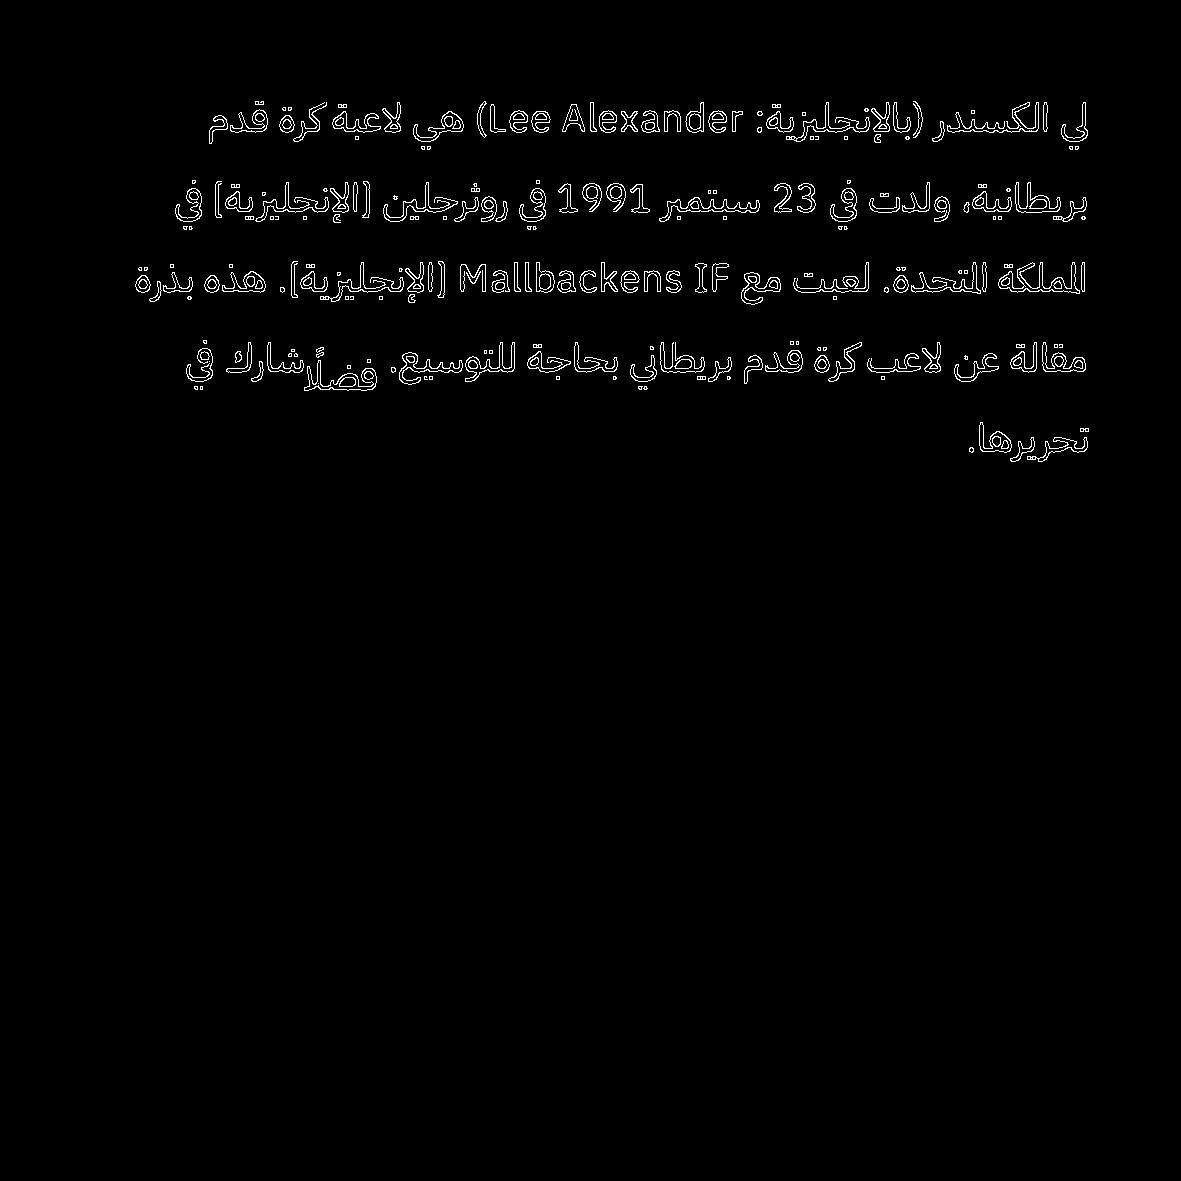 لي الكسندر (بالإنجليزية: Lee Alexander) هي لاعبة كرة قدم
بريطانية، ولدت في 23 سبتمبر 1991 في روثرجلين [الإنجليزية] في
المملكة المتحدة. لعبت مع Mallbackens IF [الإنجليزية]. هذه بذرة
مقالة عن لاعب كرة قدم بريطاني بحاجة للتوسيع. فضلًا شارك في
تحريرها.